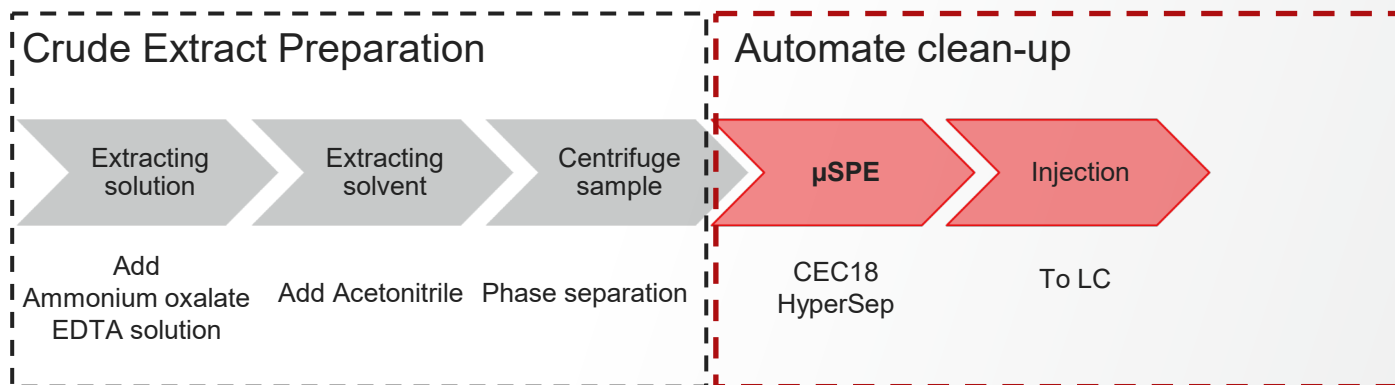 Crude Extract Preparation
Automate clean-up
Extracting
solution
Extracting
solvent
Centrifuge
sample
µSPE
Injection
Add
Ammonium oxalate
EDTA solution
Add Acetonitrile
Phase separation
CEC18
HyperSep
To LC